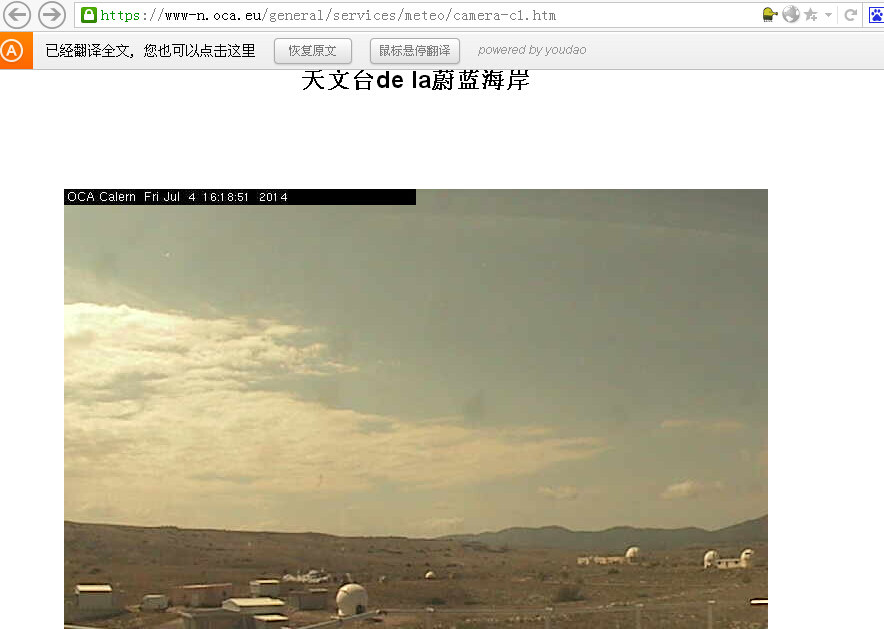 https://www-n.oca.eu/general/services/meteo/camera-c1.htm
A 已经翻译全文, 您也可以点击这里 恢复原文 鼠标悬停翻译 powered by youdao
天文台de la蔚蓝海岸
OCA Calern Fri Jul 4 16:18:51 2014